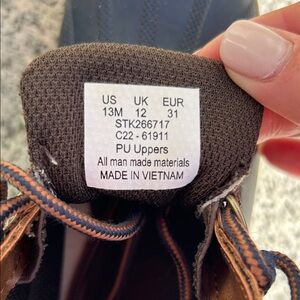 US UK EUR
13M 12 31
STK266717
C22 - 61911
PU Uppers
All man made materials
MADE IN VIETNAM